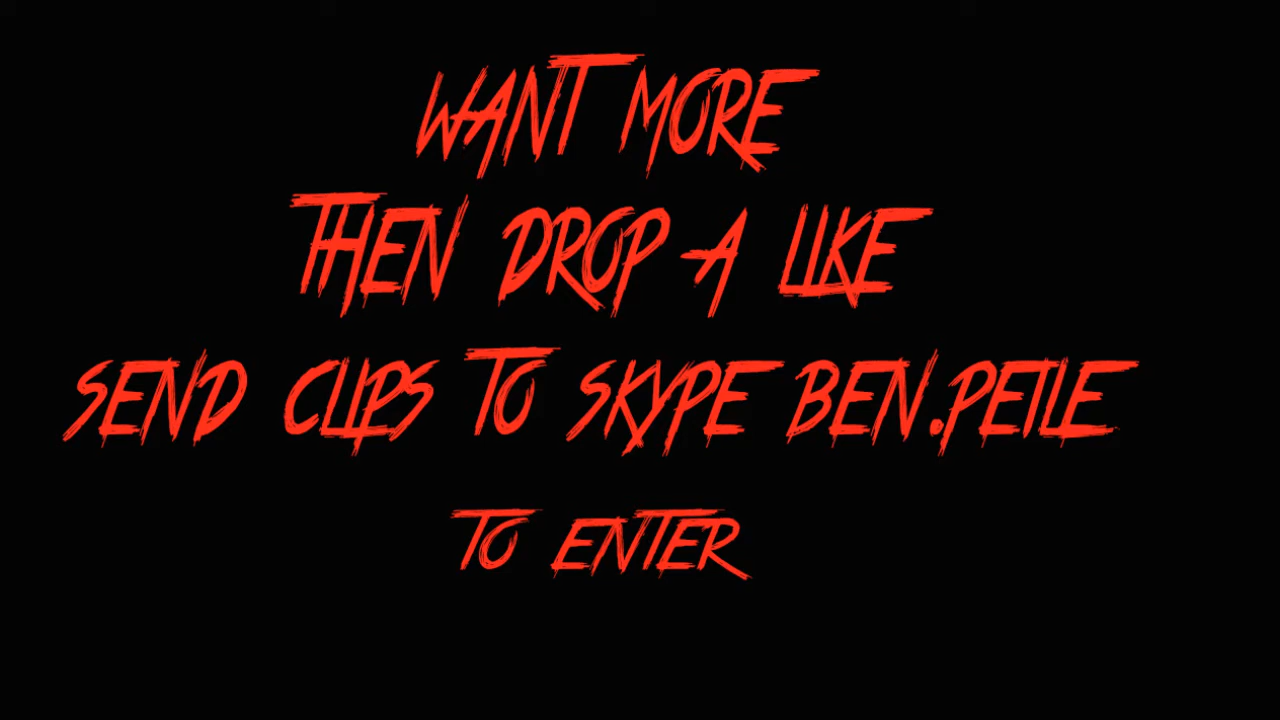 WANT MORE
THEN DROP A LIKE
SEND CLIPS TO SKYPE BEN.PETLE
TO ENTER